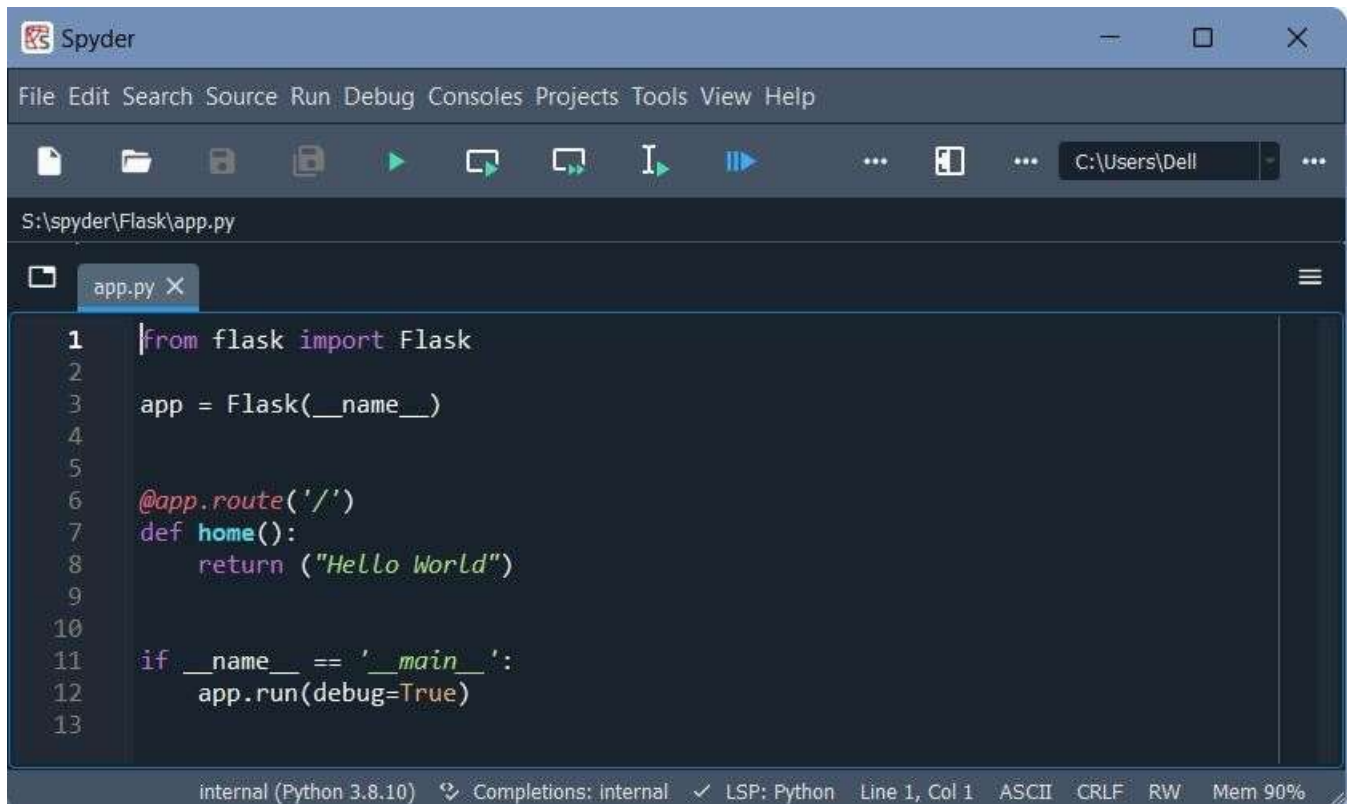 Spyder
File Edit Search Source Run Debug Consoles Projects Tools View Help
C:\Users\Dell
S:\spyder\Flask\app.py
app.py
1 from flask import Flask
2
3 app = Flask(__name__)
4
5
6 @app.route('/')
7 def home():
8     return ("Hello World")
9
10
11 if __name__ == '__main__':
12     app.run(debug=True)
13
internal (Python 3.8.10) Completions: internal ✓ LSP: Python Line 1, Col 1 ASCII CRLF RW Mem 90%